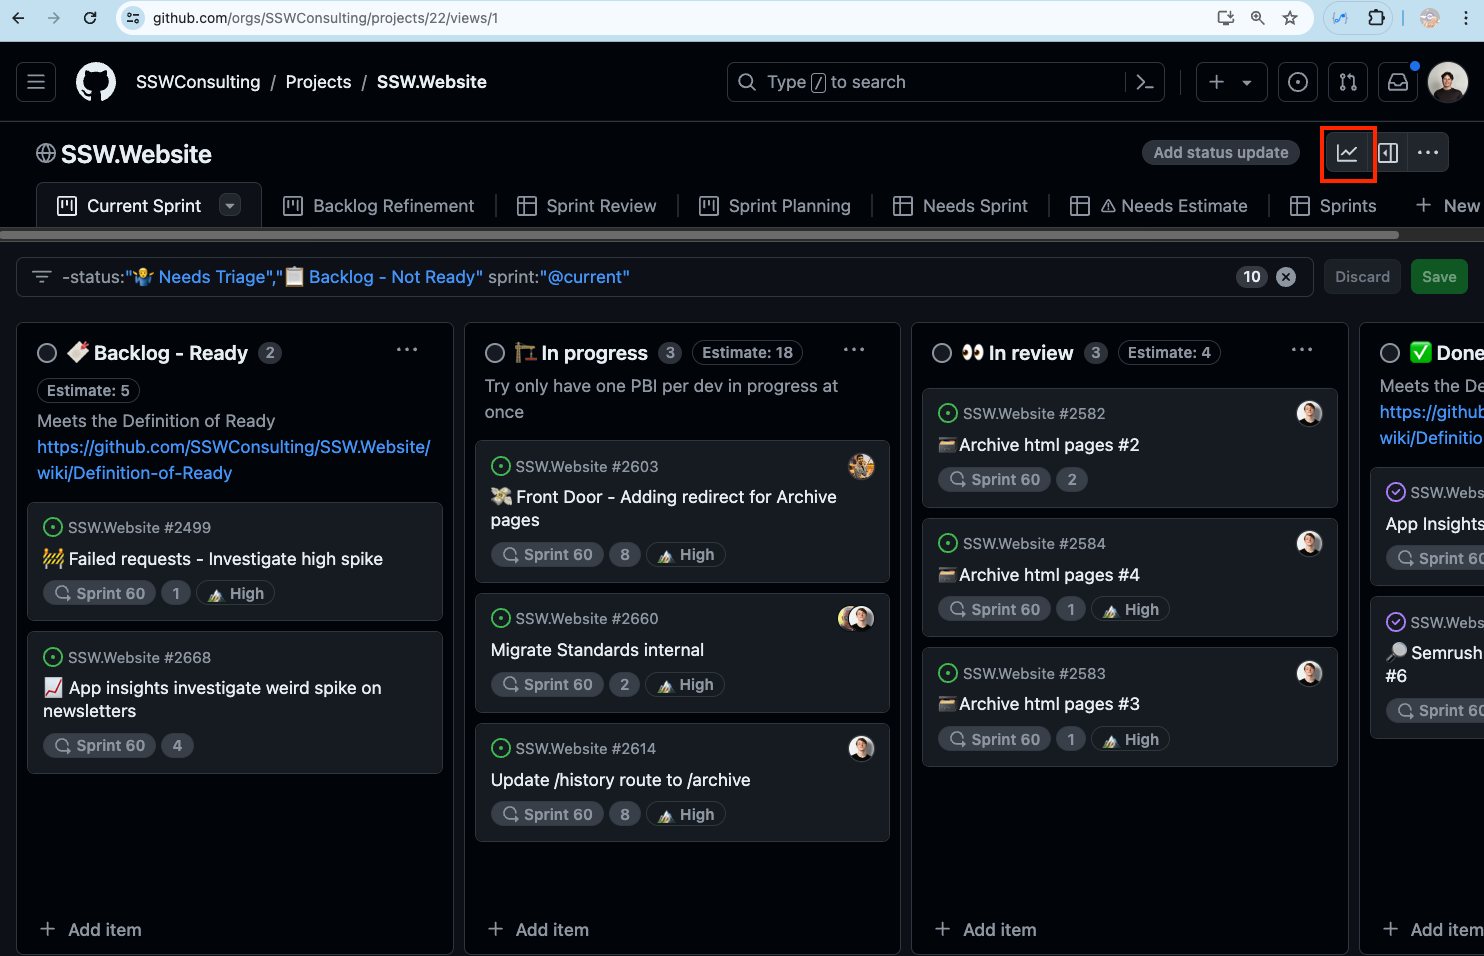 github.com/orgs/SSWConsulting/projects/22/views/1
SSWConsulting / Projects / SSW.Website
Type / to search
SSW.Website
Add status update
Current Sprint
Backlog Refinement
Sprint Review
Sprint Planning
Needs Sprint
⚠ Needs Estimate
Sprints
+ New
-status:"🤷‍♂️ Needs Triage","📋 Backlog - Not Ready" sprint:"@current"
10
Discard
Save
Backlog - Ready 2
Estimate: 5
Meets the Definition of Ready
https://github.com/SSWConsulting/SSW.Website/
wiki/Definition-of-Ready
SSW.Website #2499
🚧 Failed requests - Investigate high spike
Sprint 60 1 High
SSW.Website #2668
📈 App insights investigate weird spike on
newsletters
Sprint 60 4
+ Add item
🏗️ In progress 3 Estimate: 18
Try only have one PBI per dev in progress at
once
SSW.Website #2603
💸 Front Door - Adding redirect for Archive
pages
Sprint 60 8 High
SSW.Website #2660
Migrate Standards internal
Sprint 60 2 High
SSW.Website #2614
Update /history route to /archive
Sprint 60 8 High
+ Add item
👀 In review 3 Estimate: 4
SSW.Website #2582
🗃️ Archive html pages #2
Sprint 60 2
SSW.Website #2584
🗃️ Archive html pages #4
Sprint 60 1 High
SSW.Website #2583
🗃️ Archive html pages #3
Sprint 60 1 High
+ Add item
✅ Done
Meets the De
https://githu
wiki/Definitio
SSW.Webs
App Insights
Sprint 60
SSW.Webs
🔎 Semrush
#6
Sprint 60
+ Add item